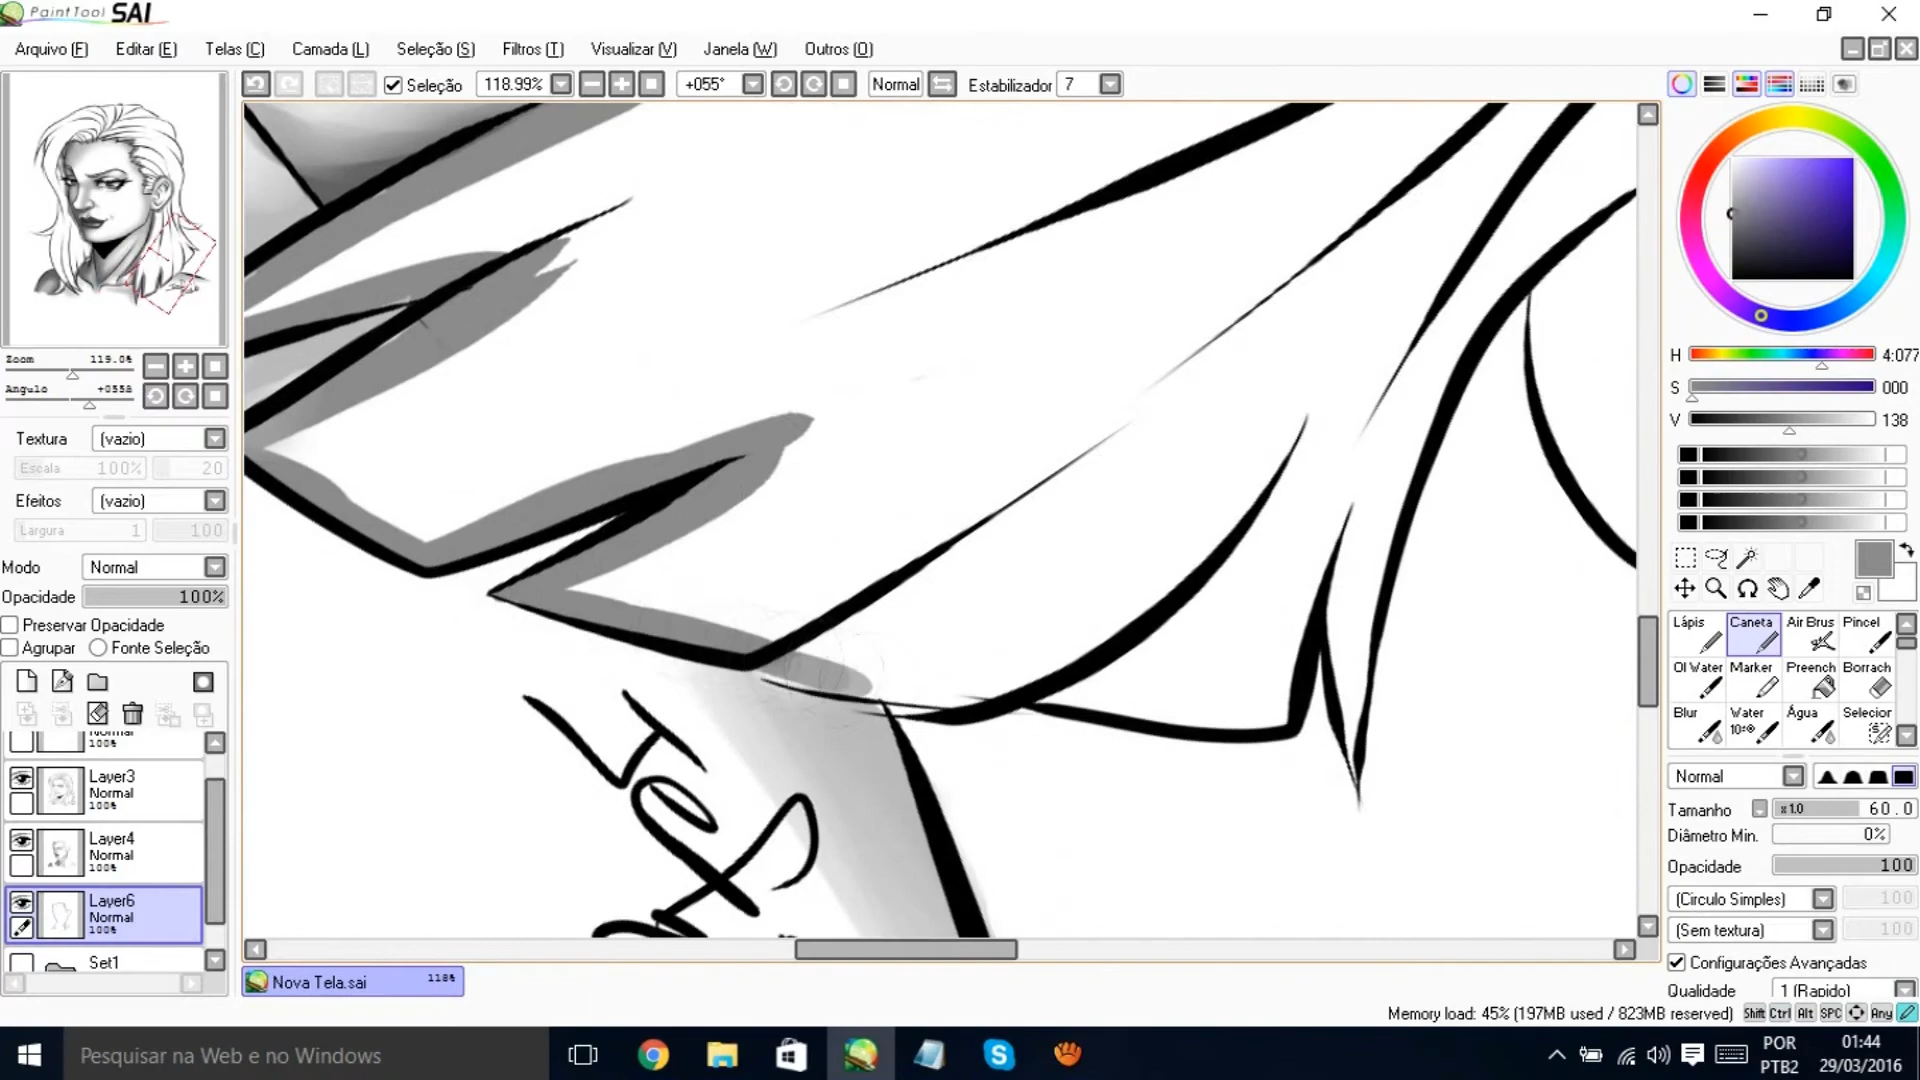 PaintTool SAI
Arquivo (F) Editar (E) Telas (C) Camada (L) Seleção (S) Filtros (T) Visualizar (V) Janela (W) Outros (O)
Seleção 118.99% +055° Normal Estabilizador 7
Zoom 119.0%
Angulo +055ª
Textura (vazio)
Escala 100% 20
Efeitos (vazio)
Largura 1 100
Modo Normal
Opacidade 100%
Preservar Opacidade
Agrupar Fonte Seleção
Normal
100%
Layer3
Normal
100%
Layer4
Normal
100%
Layer6
Normal
100%
Set1
Nova Tela.sai 118%
H 4:077
S 000
V 138
Lápis Caneta Air Brus Pincel
Ol Water Marker Preench Borrach
Blur Water Água Selecior
Normal
Tamanho x 1.0 60.0
Diâmetro Min. 0%
Opacidade 100
(Circulo Simples) 100
(Sem textura) 100
Configurações Avançadas
Qualidade 1 (Rapido)
Memory load: 45% (197MB used / 823MB reserved) Shift Ctrl Alt SPC Any
Pesquisar na Web e no Windows
POR
PTB2
01:44
29/03/2016